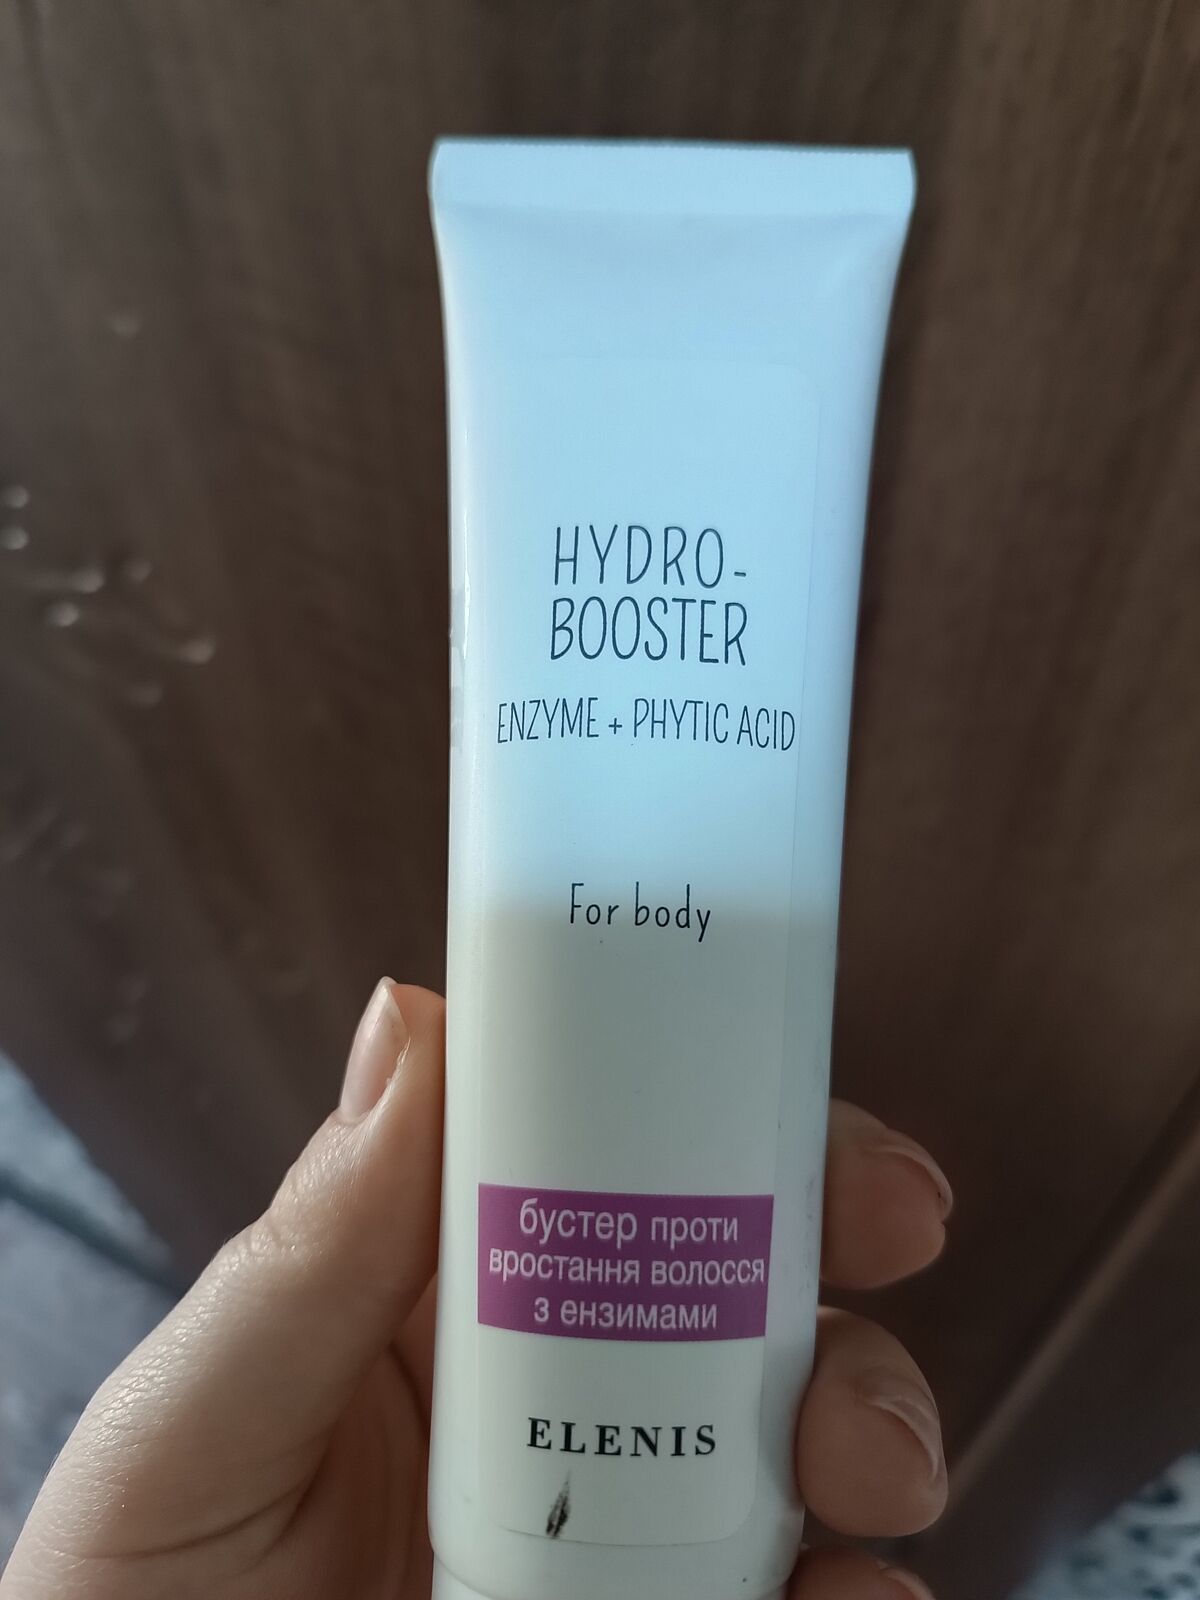 HYDRO-
BOOSTER
ENZYME + PHYTIC ACID
For body
бустер проти
вростання волосся
з ензимами
ELENIS